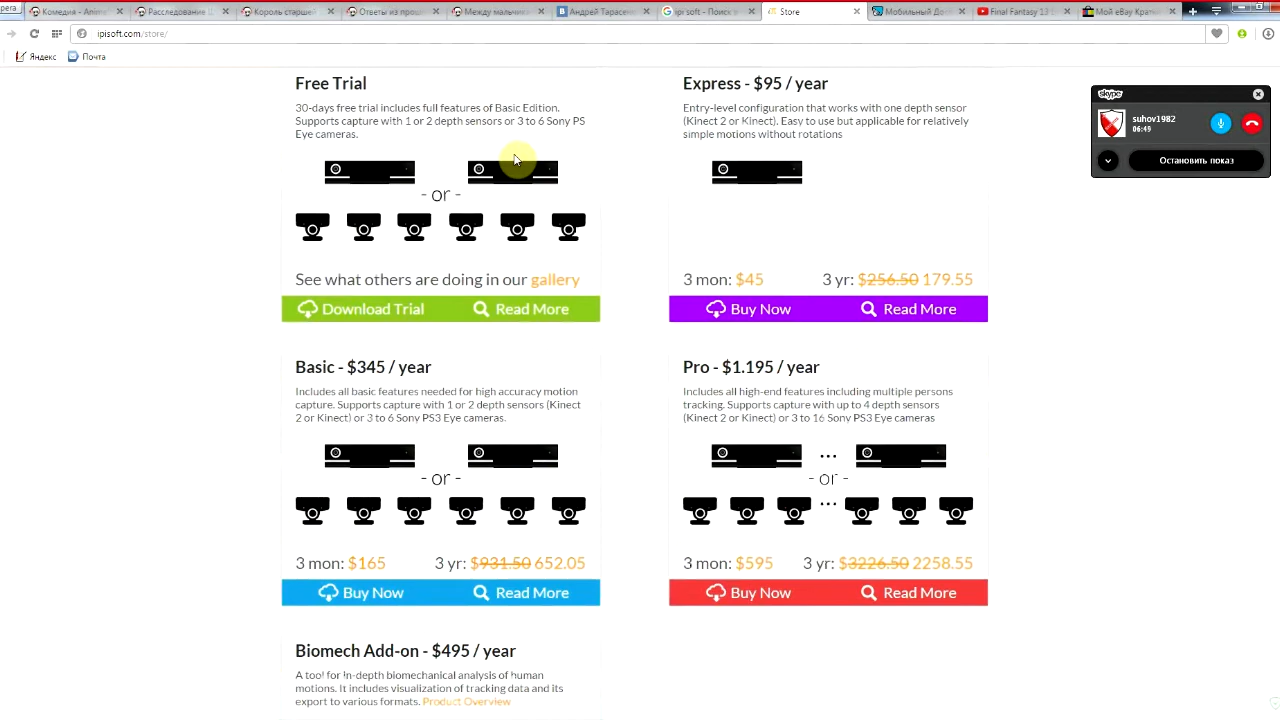 opera
Комедия - Anima
Расследование
Король старшей
Ответы из прош
Между мальчик
Андрей Тарасенк
ipi soft - Поиск в
Store
Мобильный
Final Fantasy 13
Мой eBay
ipisoft.com/store/
Яндекс
Почта
Free Trial
30-days free trial includes full features of Basic Edition.
Supports capture with 1 or 2 depth sensors or 3 to 6 Sony PS
Eye cameras.
- or -
See what others are doing in our gallery
Download Trial
Read More
Express - $95 / year
Entry-level configuration that works with one depth sensor
(Kinect 2 or Kinect). Easy to use but applicable for relatively
simple motions without rotations
3 mon: $45
3 yr: $256.50 179.55
Buy Now
Read More
skype
suhov1982
06:49
Остановить показ
Basic - $345 / year
Includes all basic features needed for high accuracy motion
capture. Supports capture with 1 or 2 depth sensors (Kinect
2 or Kinect) or 3 to 6 Sony PS3 Eye cameras.
- or -
3 mon: $165
3 yr: $931.50 652.05
Buy Now
Read More
Pro - $1.195 / year
Includes all high-end features including multiple persons
tracking. Supports capture with up to 4 depth sensors
(Kinect 2 or Kinect) or 3 to 16 Sony PS3 Eye cameras
...
- or -
...
3 mon: $595
3 yr: $3226.50 2258.55
Buy Now
Read More
Biomech Add-on - $495 / year
A tool for in-depth biomechanical analysis of human
motions. It includes visualization of tracking data and its
export to various formats. Product Overview